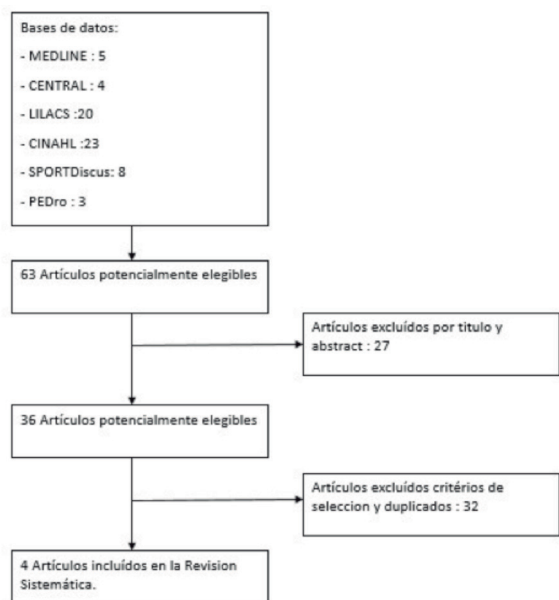 Bases de datos:
- MEDLINE : 5
- CENTRAL : 4
- LILACS :20
- CINAHL :23
- SPORTDiscus: 8
- PEDro : 3
63 Artículos potencialmente elegibles
Artículos excluídos por titulo y
abstract : 27
36 Artículos potencialmente elegibles
Artículos excluídos critérios de
seleccion y duplicados : 32
4 Artículos incluídos en la Revision
Sistemática.